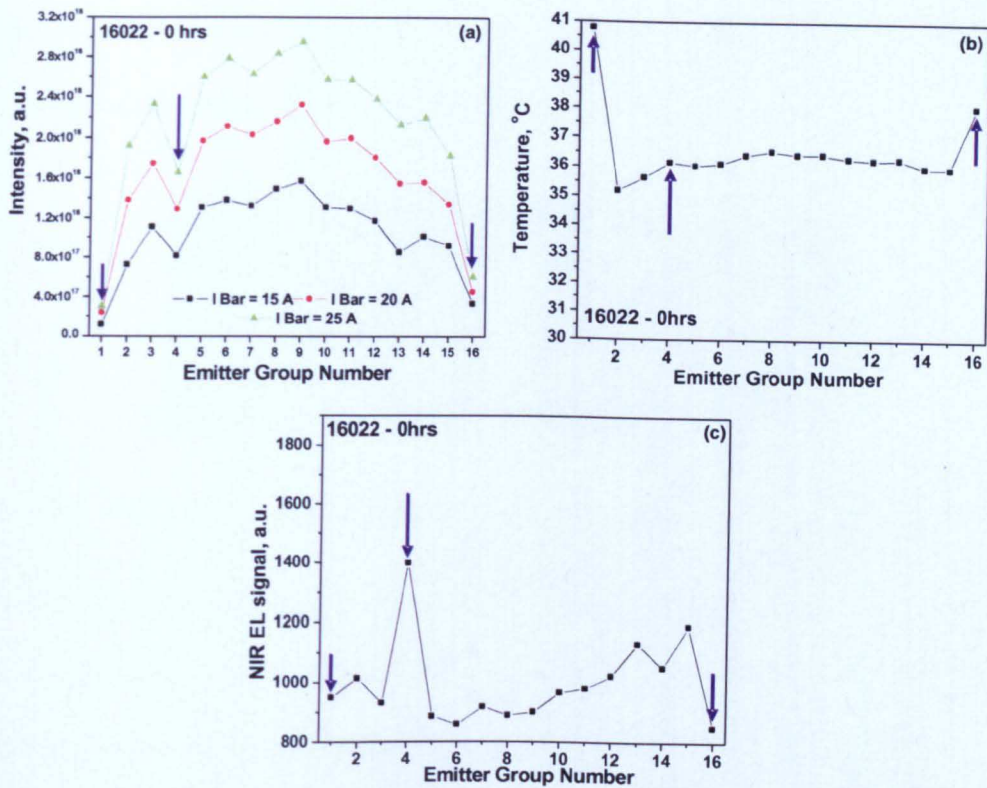 16022 - 0 hrs
(a)
3.2x10¹⁸
2.8x10¹⁸
2.4x10¹⁸
2.0x10¹⁸
1.6x10¹⁸
1.2x10¹⁸
8.0x10¹⁷
4.0x10¹⁷
0.0
Intensity, a.u.
I Bar = 15 A
I Bar = 20 A
I Bar = 25 A
1 2 3 4 5 6 7 8 9 10 11 12 13 14 15 16
Emitter Group Number
(b)
41
40
39
38
37
36
35
34
33
32
31
30
Temperature, °C
16022 - 0hrs
2 4 6 8 10 12 14 16
Emitter Group Number
16022 - 0hrs
(c)
1800
1600
1400
1200
1000
800
NIR EL signal, a.u.
2 4 6 8 10 12 14 16
Emitter Group Number